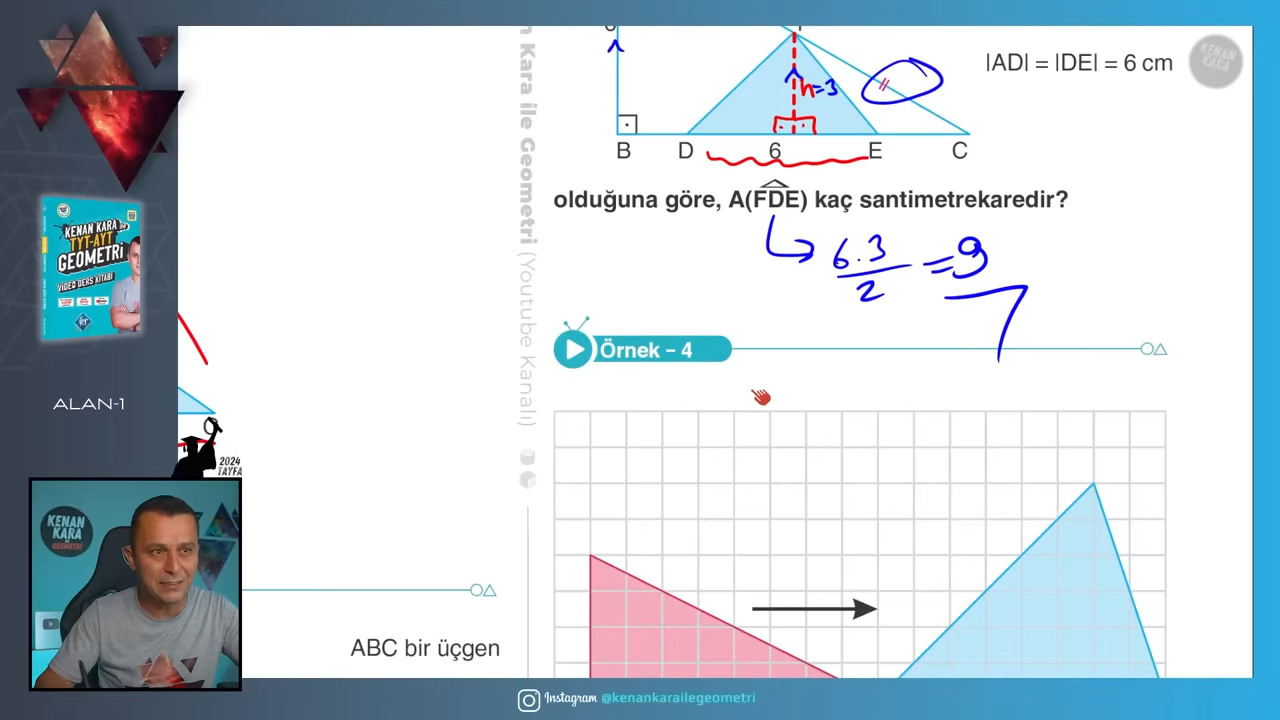 KENAN KARA ile
TYT-AYT
GEOMETRİ
VİDEO DERS KİTABI
ALAN-1
2024
TAYFA
KENAN
KARA
GEOMETRİ
ABC bir üçgen
Kara ile Geometri (Youtube Kanalı)
h=3
B D 6 E C
|AD| = |DE| = 6 cm
KENAN
KARA
olduğuna göre, A(FDE) kaç santimetrekaredir?
6.3
2
=9
Örnek – 4
Instagram @kenankarailegeometri